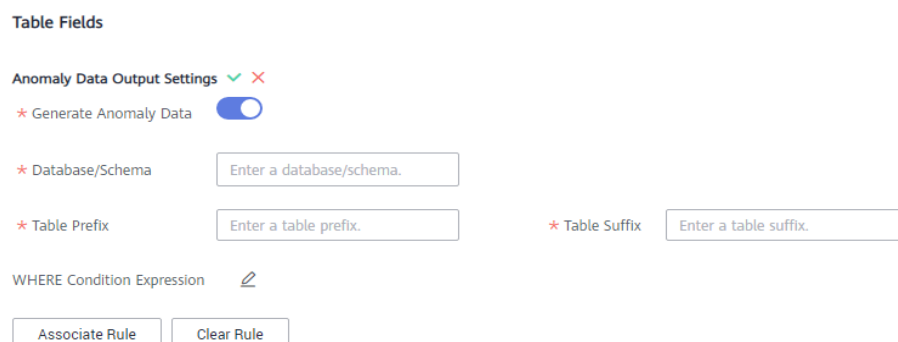 Table Fields
Anomaly Data Output Settings
* Generate Anomaly Data
* Database/Schema Enter a database/schema.
* Table Prefix Enter a table prefix. * Table Suffix Enter a table suffix.
WHERE Condition Expression
Associate Rule Clear Rule